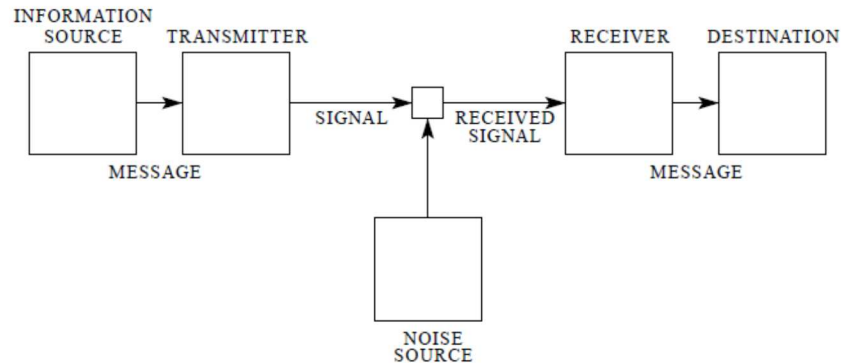 INFORMATION
SOURCE
TRANSMITTER
RECEIVER
DESTINATION
SIGNAL
RECEIVED
SIGNAL
MESSAGE
MESSAGE
NOISE
SOURCE